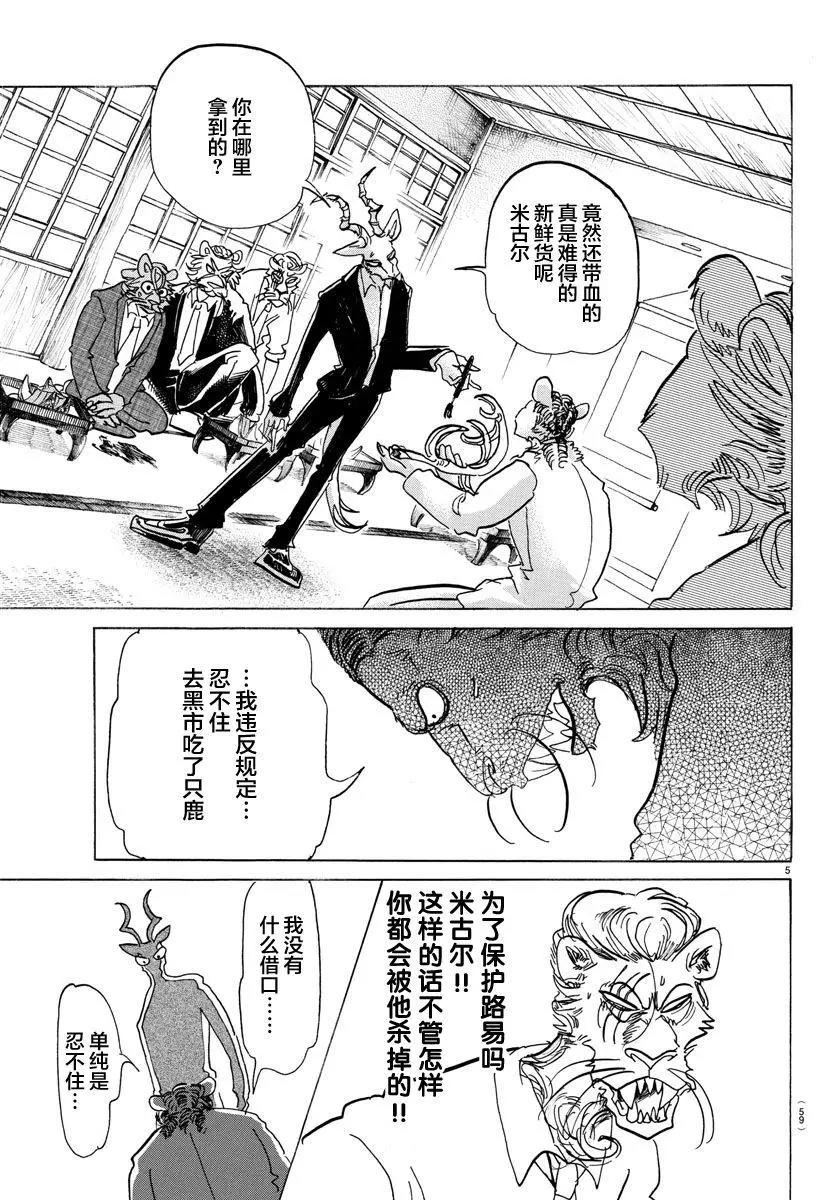 竟然还带血的
真是难得的
新鲜货呢
米古尔
你在哪里
拿到的？
…我违反规定…
忍不住
去黑市吃了只鹿
5
为了保护路易吗
米古尔!!
这样的话不管怎样
你都会被他杀掉的!!
我没有
什么借口……
单纯是
忍不住…
(59)